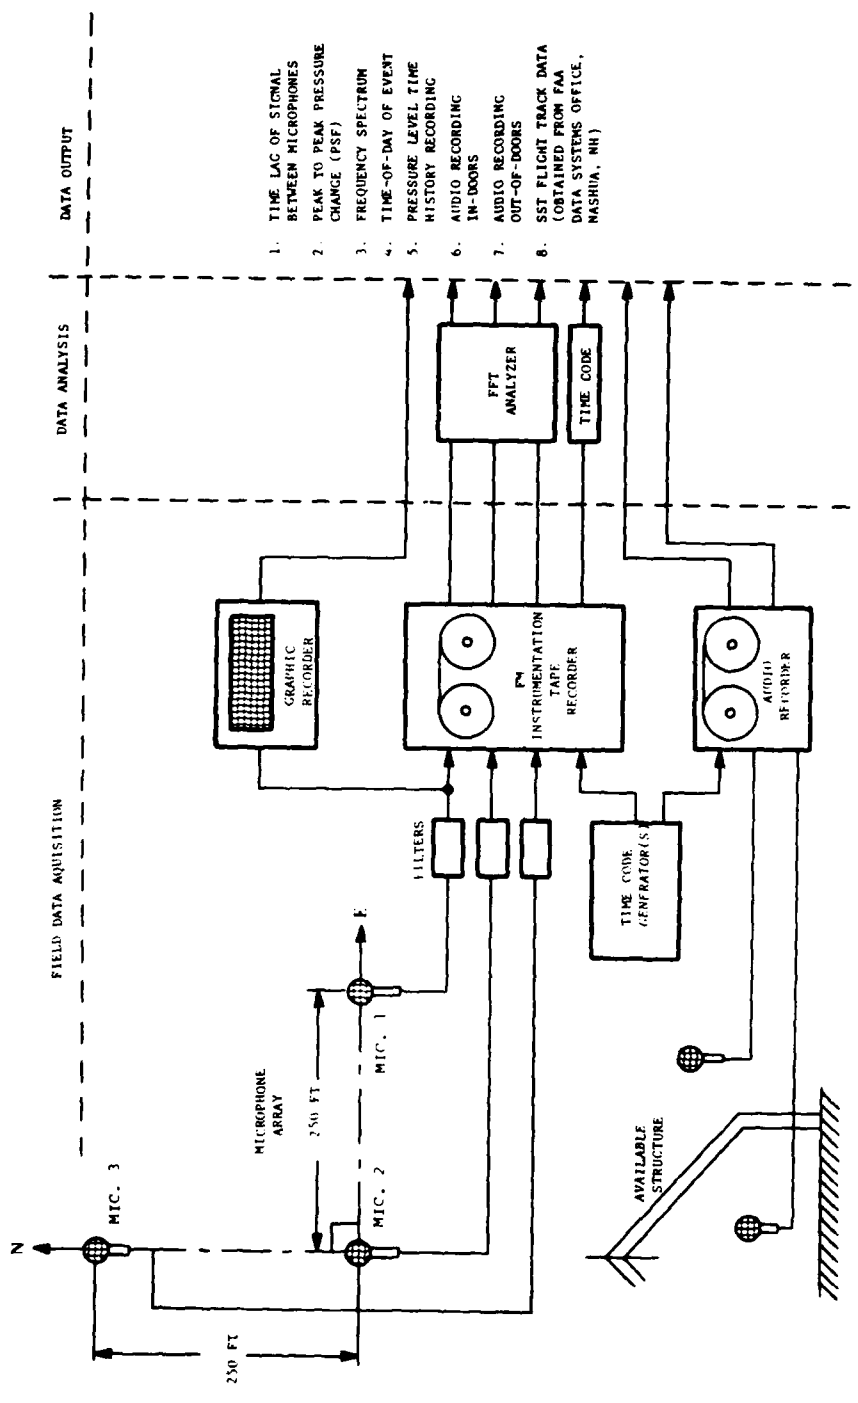 FIELD DATA AQUISITION
DATA ANALYSIS
DATA OUTPUT
N
MIC. 3
250 FT
MICROPHONE
ARRAY
250 FT
MIC. 2
MIC. 1
E
FILTERS
GRAPHIC
RECORDER
FM
INSTRUMENTATION
TAPE
RECORDER
FFT
ANALYZER
TIME CODE
TIME CODE
GENERATOR(S)
AUDIO
RECORDER
AVAILABLE
STRUCTURE
1. TIME LAG OF SIGNAL
BETWEEN MICROPHONES
2. PEAK TO PEAK PRESSURE
CHANGE (PSF)
3. FREQUENCY SPECTRUM
4. TIME-OF-DAY OF EVENT
5. PRESSURE LEVEL TIME
HISTORY RECORDING
6. AUDIO RECORDING
IN-DOORS
7. AUDIO RECORDING
OUT-OF-DOORS
8. SST FLIGHT TRACK DATA
(OBTAINED FROM FAA
DATA SYSTEMS OFFICE,
NASHUA, NH)